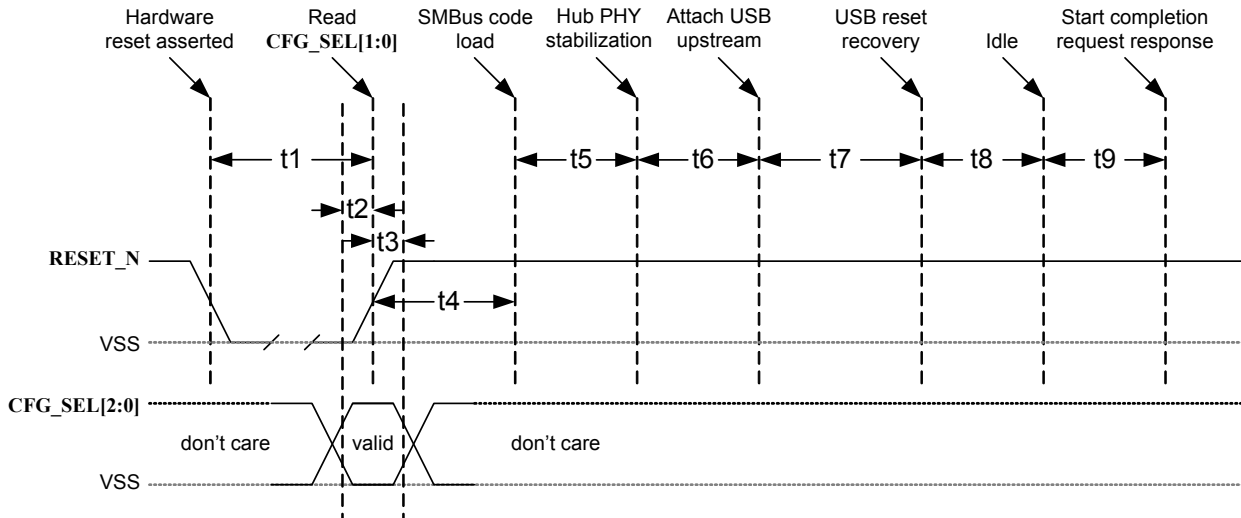 Hardware
reset asserted
Read
CFG_SEL[1:0]
SMBus code
load
Hub PHY
stabilization
Attach USB
upstream
USB reset
recovery
Idle
Start completion
request response
t1
t5
t6
t7
t8
t9
t2
t3
RESET_N
t4
VSS
CFG_SEL[2:0]
don't care
valid
don't care
VSS